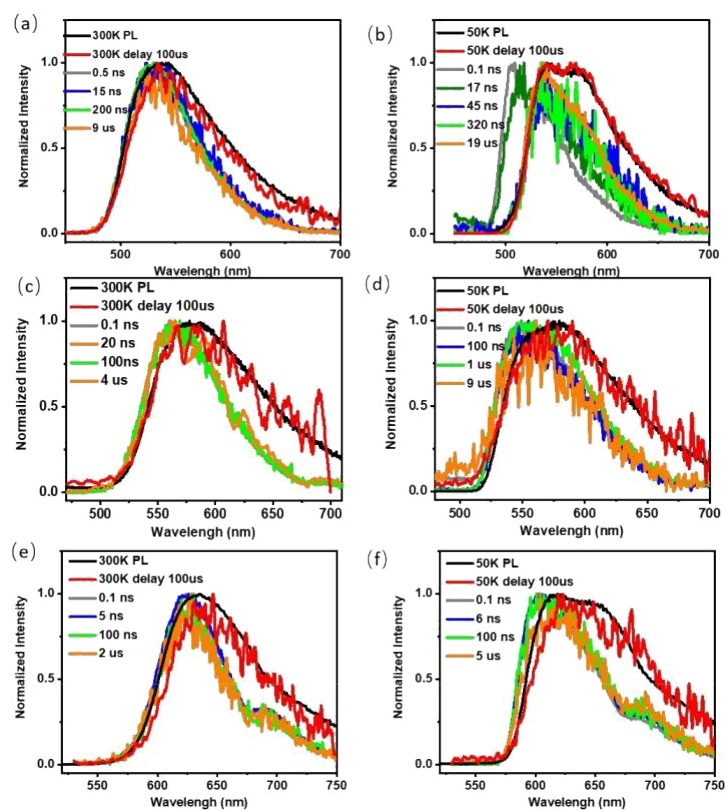 (a)
300K PL
300K delay 100us
0.5 ns
15 ns
200 ns
9 us
Normalized Intensity
1.0
0.5
0.0
500
550
600
650
700
Wavelengh (nm)
(b)
50K PL
50K delay 100us
0.1 ns
17 ns
45 ns
320 ns
19 us
Normalized Intensity
1.0
0.5
0.0
500
550
600
650
700
Wavelengh (nm)
(c)
300K PL
300K delay 100us
0.1 ns
20 ns
100ns
4 us
Normalized Intensity
1.0
0.5
0.0
500
550
600
650
700
Wavelengh (nm)
(d)
50K PL
50K delay 100us
0.1 ns
100 ns
1 us
9 us
Normalized Intensity
1.0
0.5
0.0
500
550
600
650
700
Wavelengh (nm)
(e)
300K PL
300K delay 100us
0.1 ns
5 ns
100 ns
2 us
Normalized Intensity
1.0
0.5
0.0
550
600
650
700
750
Wavelengh (nm)
(f)
50K PL
50K delay 100us
0.1 ns
6 ns
100 ns
5 us
Normalized Intensity
1.0
0.5
0.0
550
600
650
700
750
Wavelengh (nm)